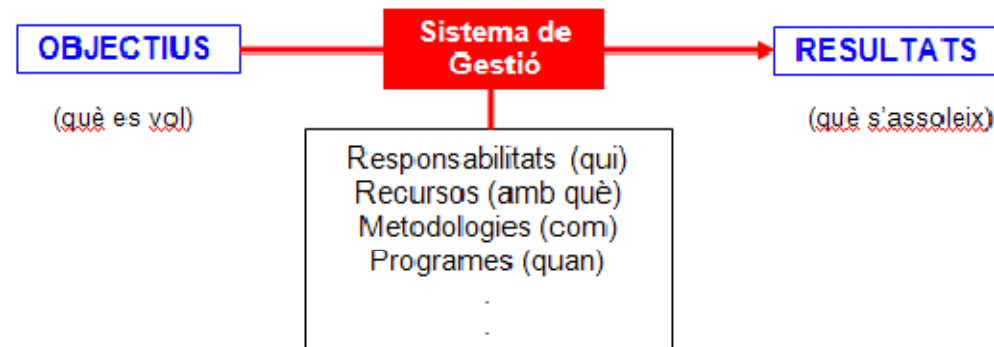 OBJECTIUS
Sistema de
Gestió
RESULTATS
(què es vol)
(què s'assoleix)
Responsabilitats (qui)
Recursos (amb què)
Metodologies (com)
Programes (quan)
.
.